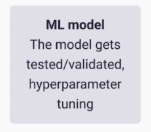 ML model
The model gets
tested/validated,
hyperparameter
tuning